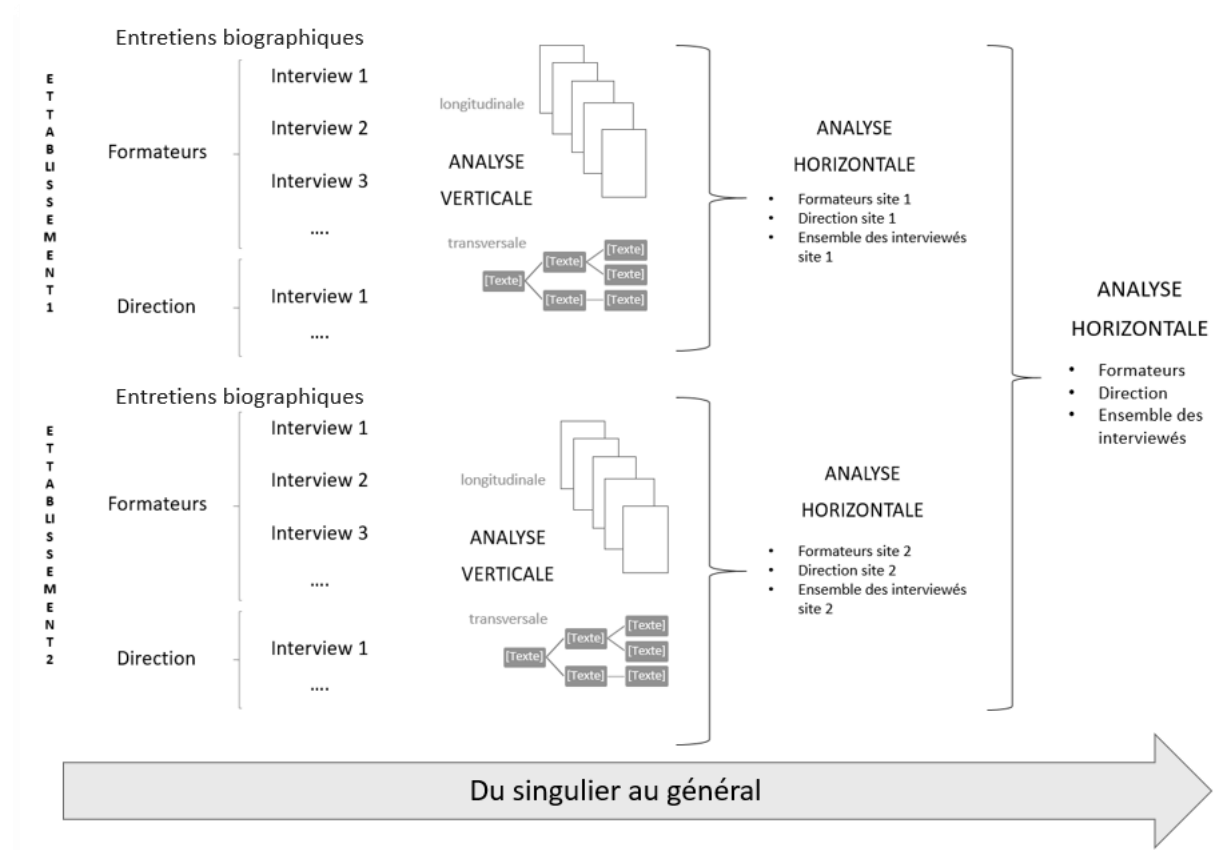 Entretiens biographiques
ETTABLISSEMENT1
Formateurs
Interview 1
Interview 2
Interview 3
....
Direction
Interview 1
....
longitudinale
ANALYSE
VERTICALE
transversale
[Texte]
[Texte]
[Texte]
[Texte]
[Texte]
[Texte]
ANALYSE
HORIZONTALE
• Formateurs site 1
• Direction site 1
• Ensemble des interviewés
site 1
Entretiens biographiques
ETTABLISSEMENT2
Formateurs
Interview 1
Interview 2
Interview 3
....
Direction
Interview 1
....
longitudinale
ANALYSE
VERTICALE
transversale
[Texte]
[Texte]
[Texte]
[Texte]
[Texte]
[Texte]
ANALYSE
HORIZONTALE
• Formateurs site 2
• Direction site 2
• Ensemble des interviewés
site 2
ANALYSE
HORIZONTALE
• Formateurs
• Direction
• Ensemble des
interviewés
Du singulier au général